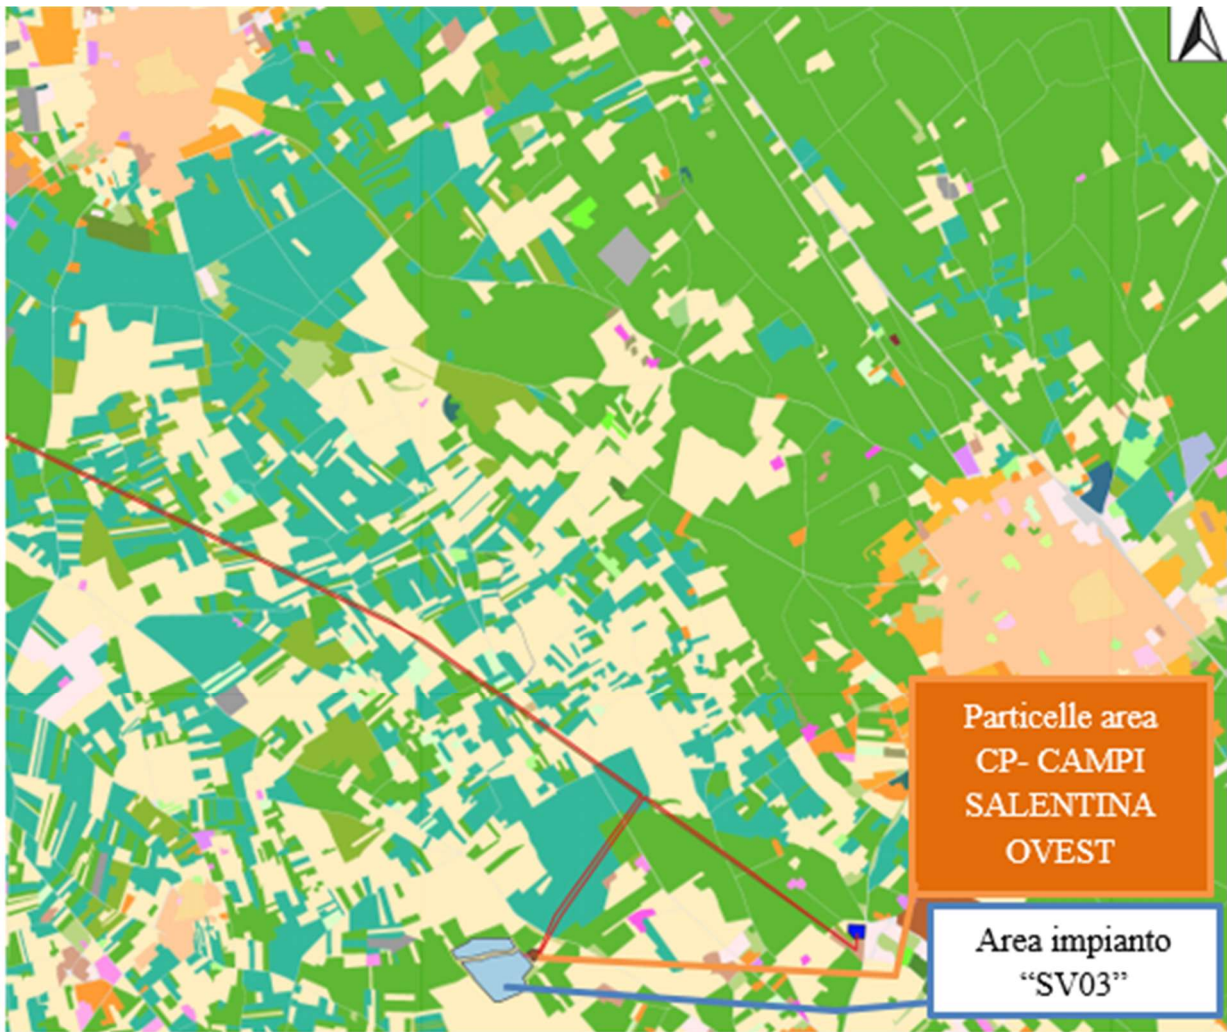 Particelle area
CP- CAMPI
SALENTINA
OVEST
Area impianto
“SV03”